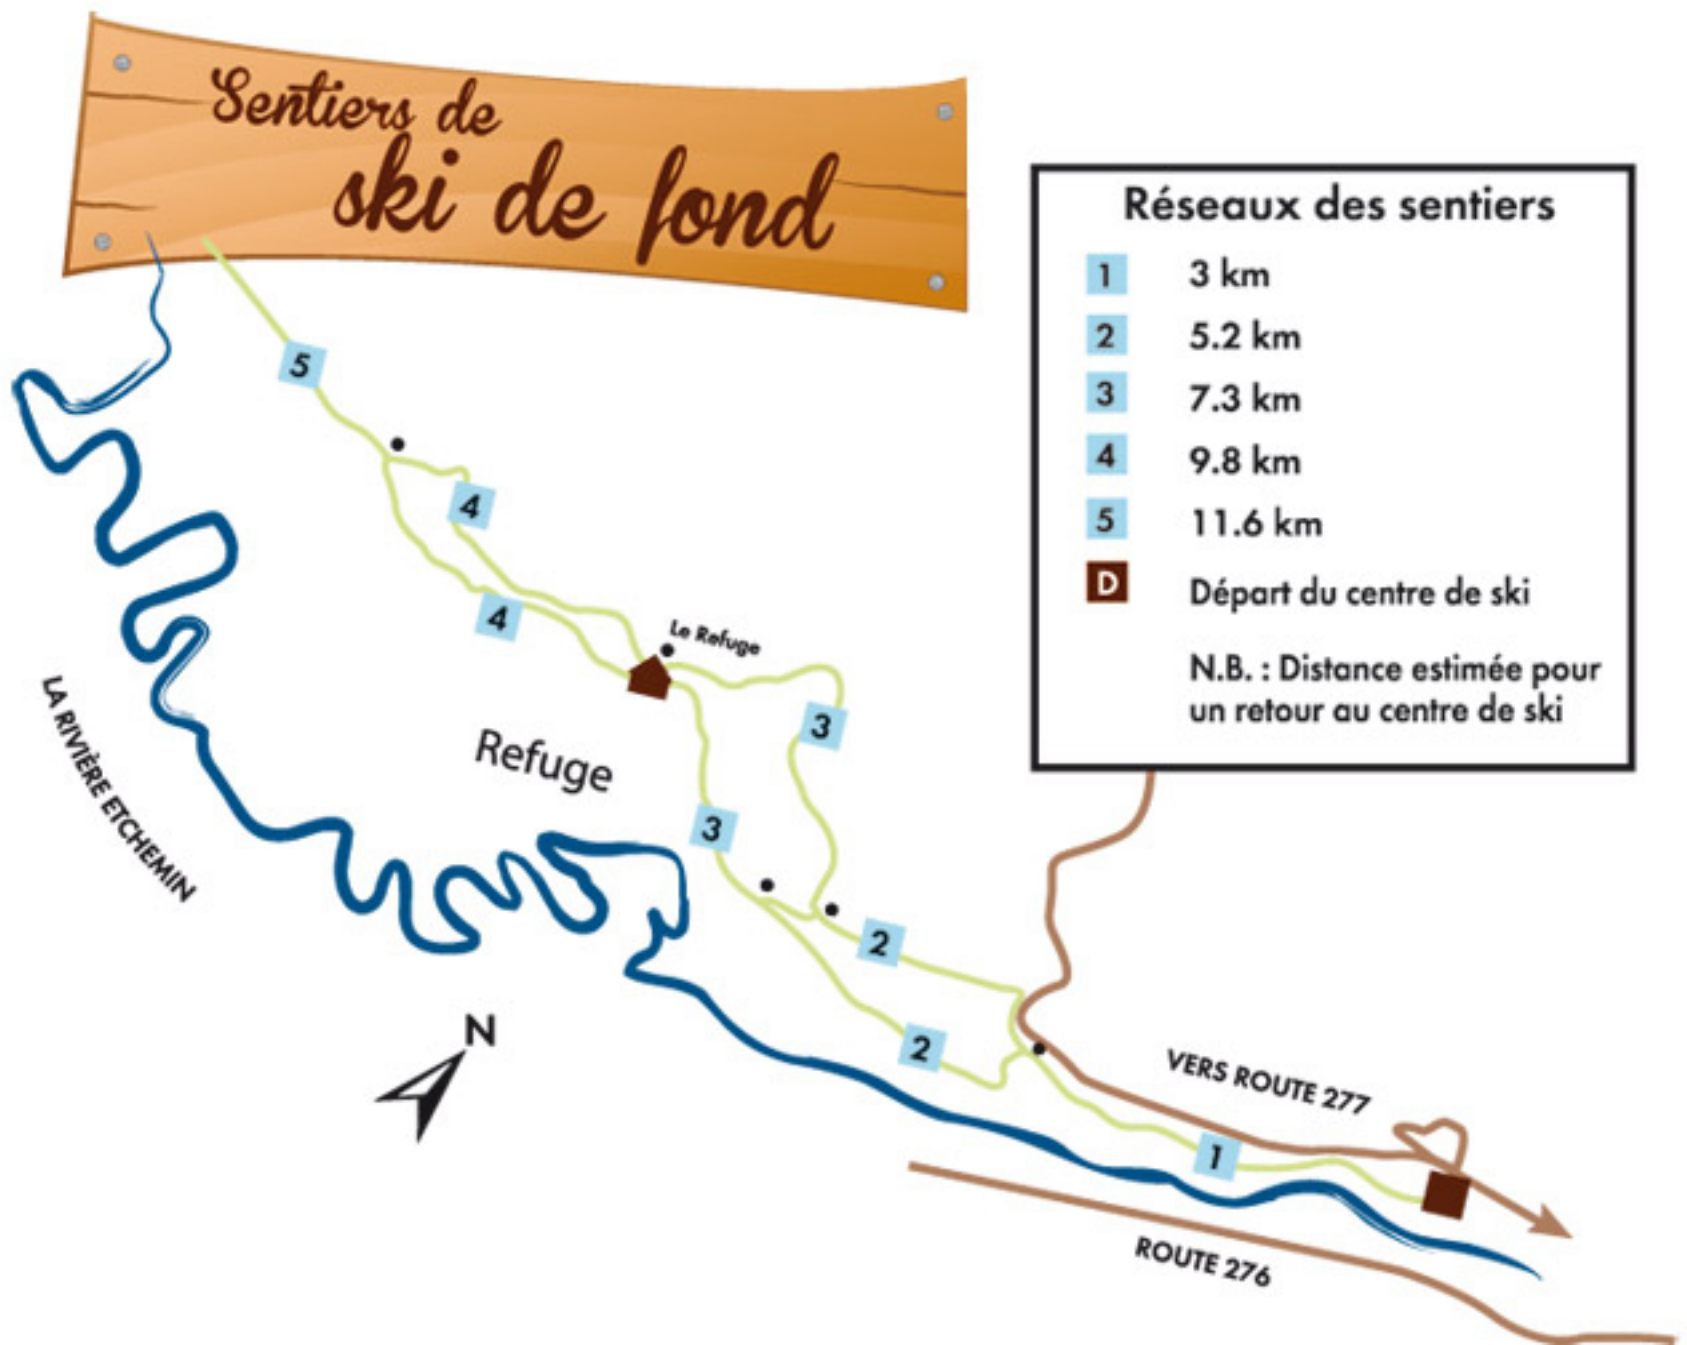 Sentiers de
ski de fond
Réseaux des sentiers
1 3 km
2 5.2 km
3 7.3 km
4 9.8 km
5 11.6 km
D Départ du centre de ski
N.B. : Distance estimée pour
un retour au centre de ski
5
4
4
Le Refuge
3
Refuge
3
LA RIVIÈRE ETCHEMIN
2
N
2
VERS ROUTE 277
1
ROUTE 276